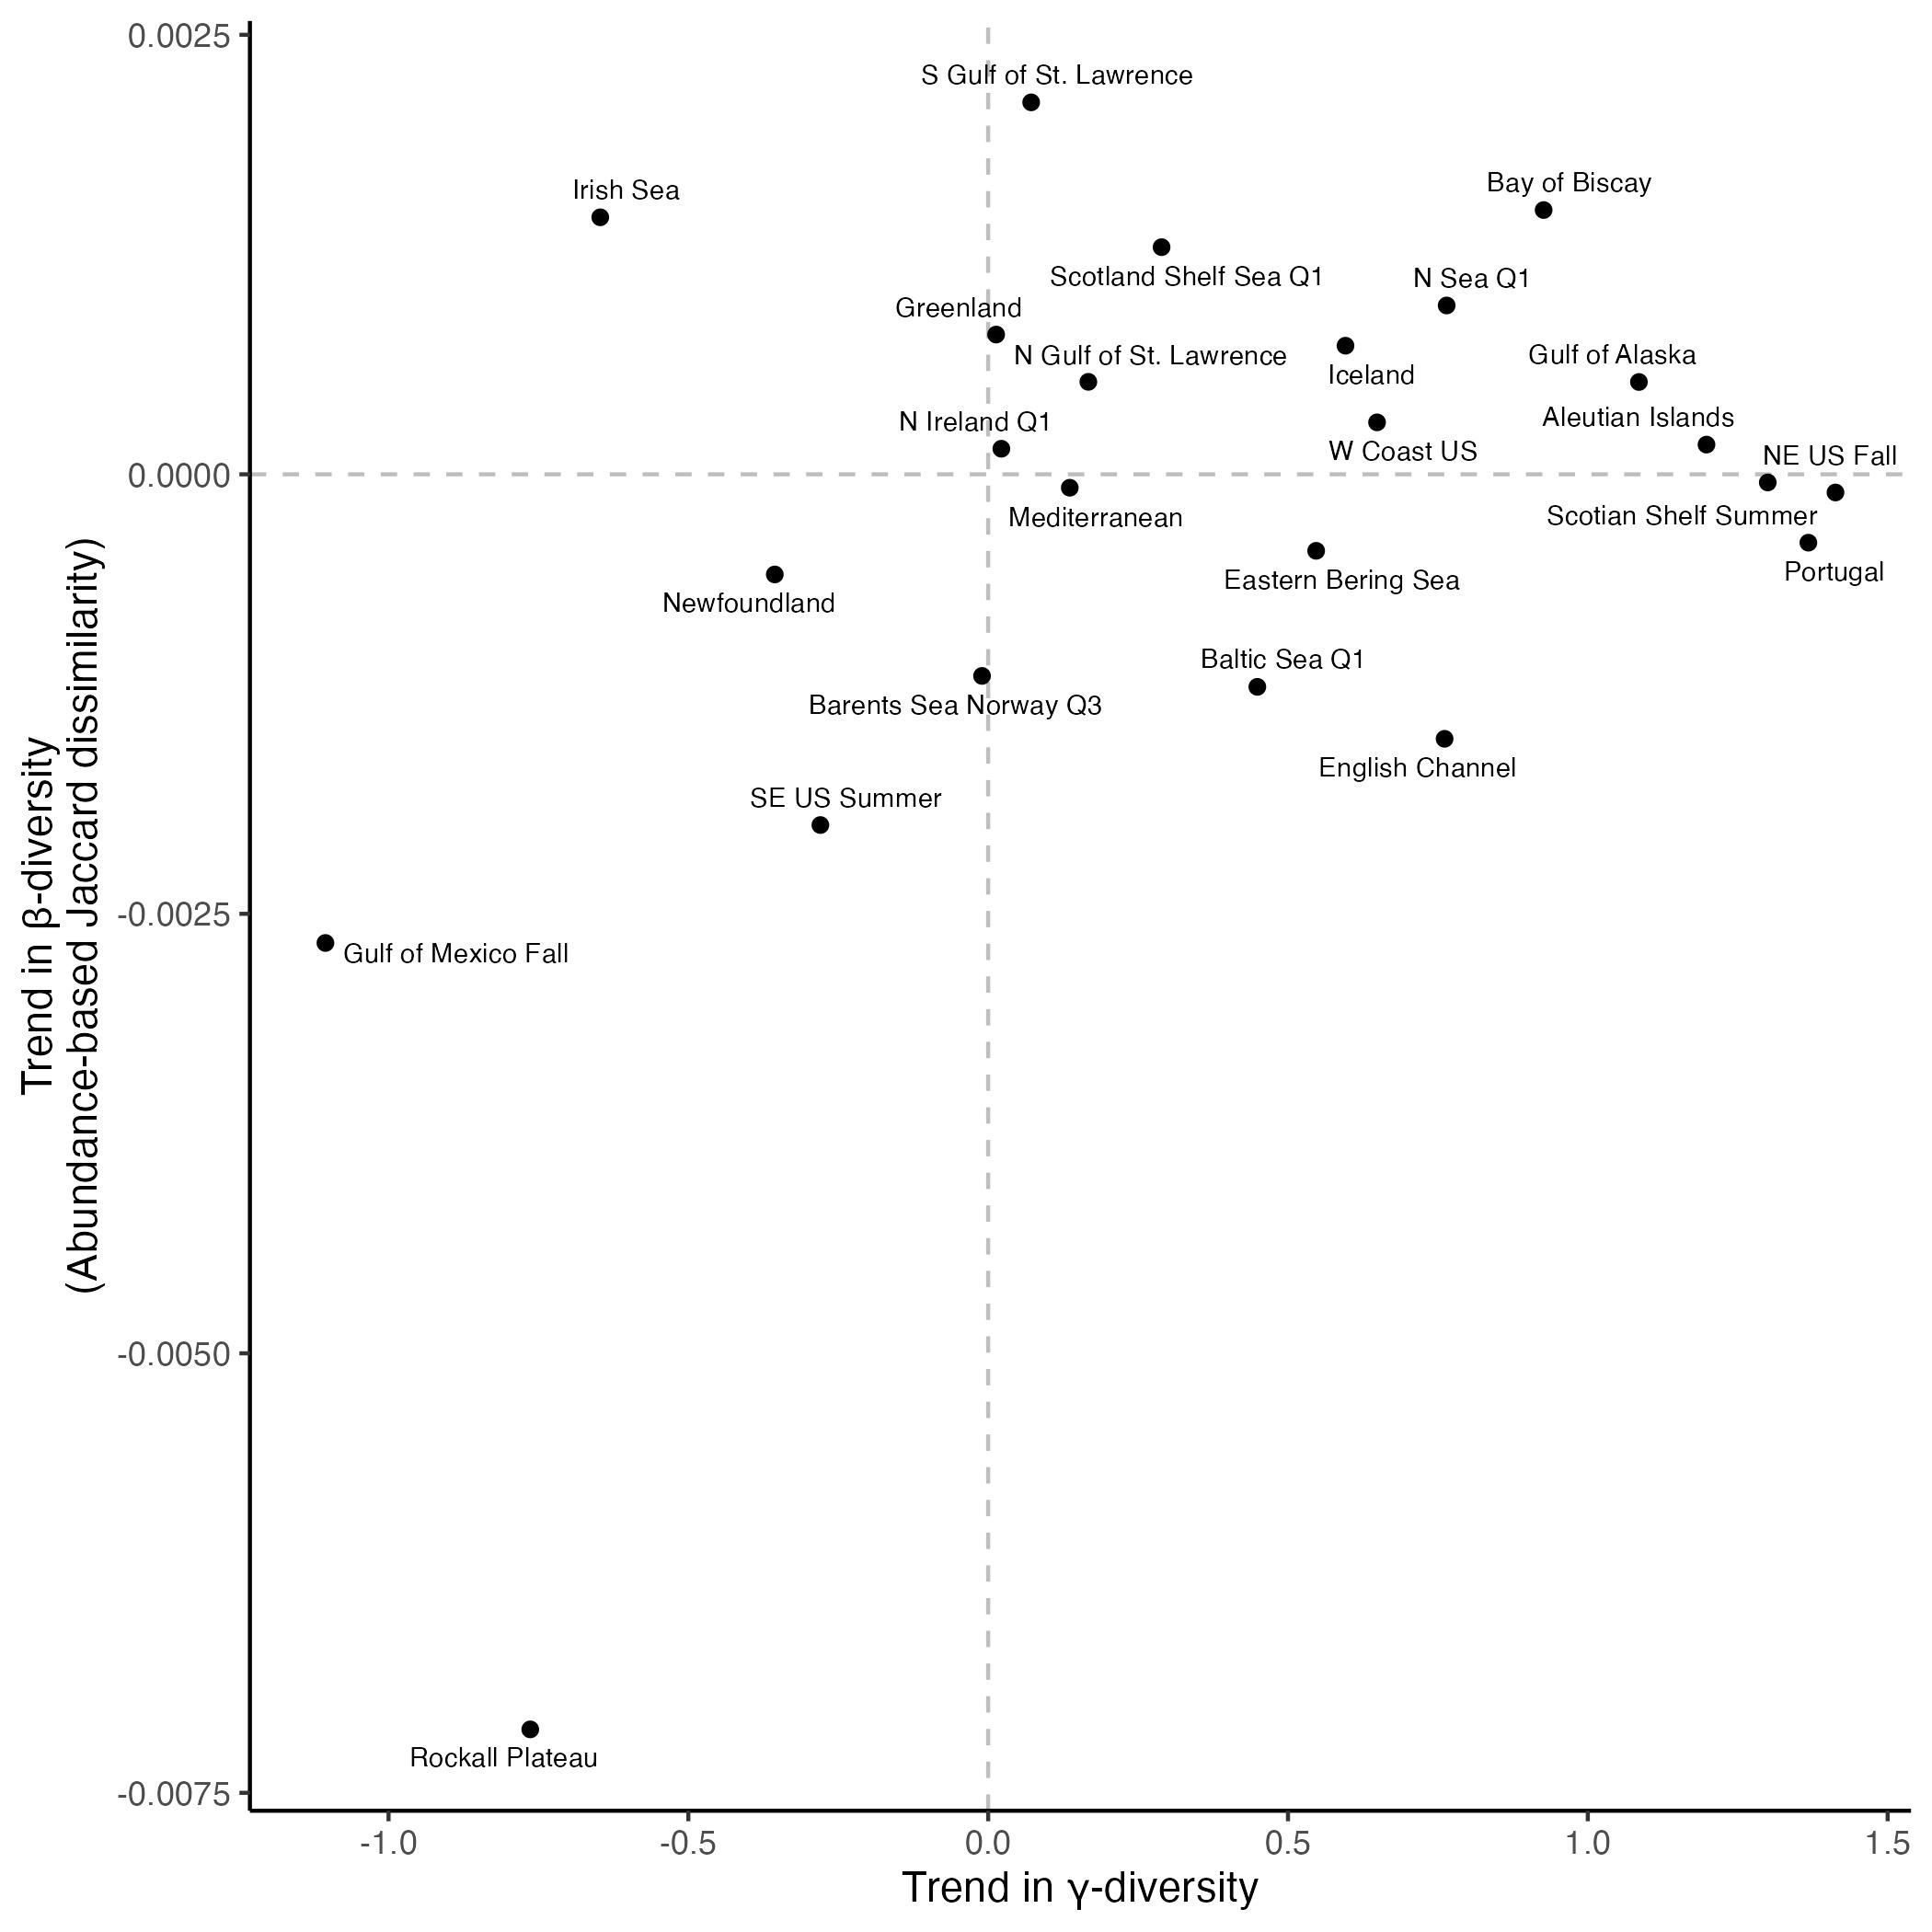 0.0025
S Gulf of St. Lawrence
Irish Sea
Bay of Biscay
Scotland Shelf Sea Q1
N Sea Q1
Greenland
N Gulf of St. Lawrence
Iceland
Gulf of Alaska
N Ireland Q1
Aleutian Islands
W Coast US
NE US Fall
0.0000
Mediterranean
Scotian Shelf Summer
Eastern Bering Sea
Portugal
Newfoundland
Baltic Sea Q1
Barents Sea Norway Q3
English Channel
SE US Summer
-0.0025
Gulf of Mexico Fall
Trend in β-diversity
(Abundance-based Jaccard dissimilarity)
-0.0050
Rockall Plateau
-0.0075
-1.0
-0.5
0.0
0.5
1.0
1.5
Trend in γ-diversity